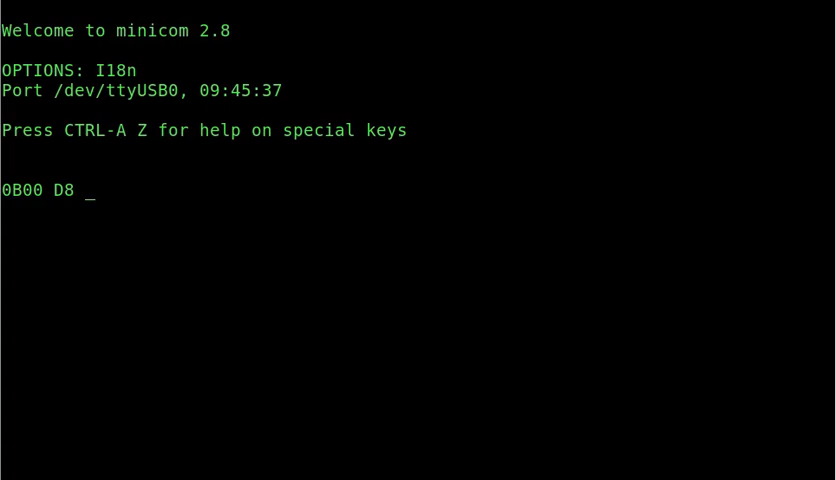 Welcome to minicom 2.8
OPTIONS: I18n
Port /dev/ttyUSB0, 09:45:37
Press CTRL-A Z for help on special keys
0B00 D8 _